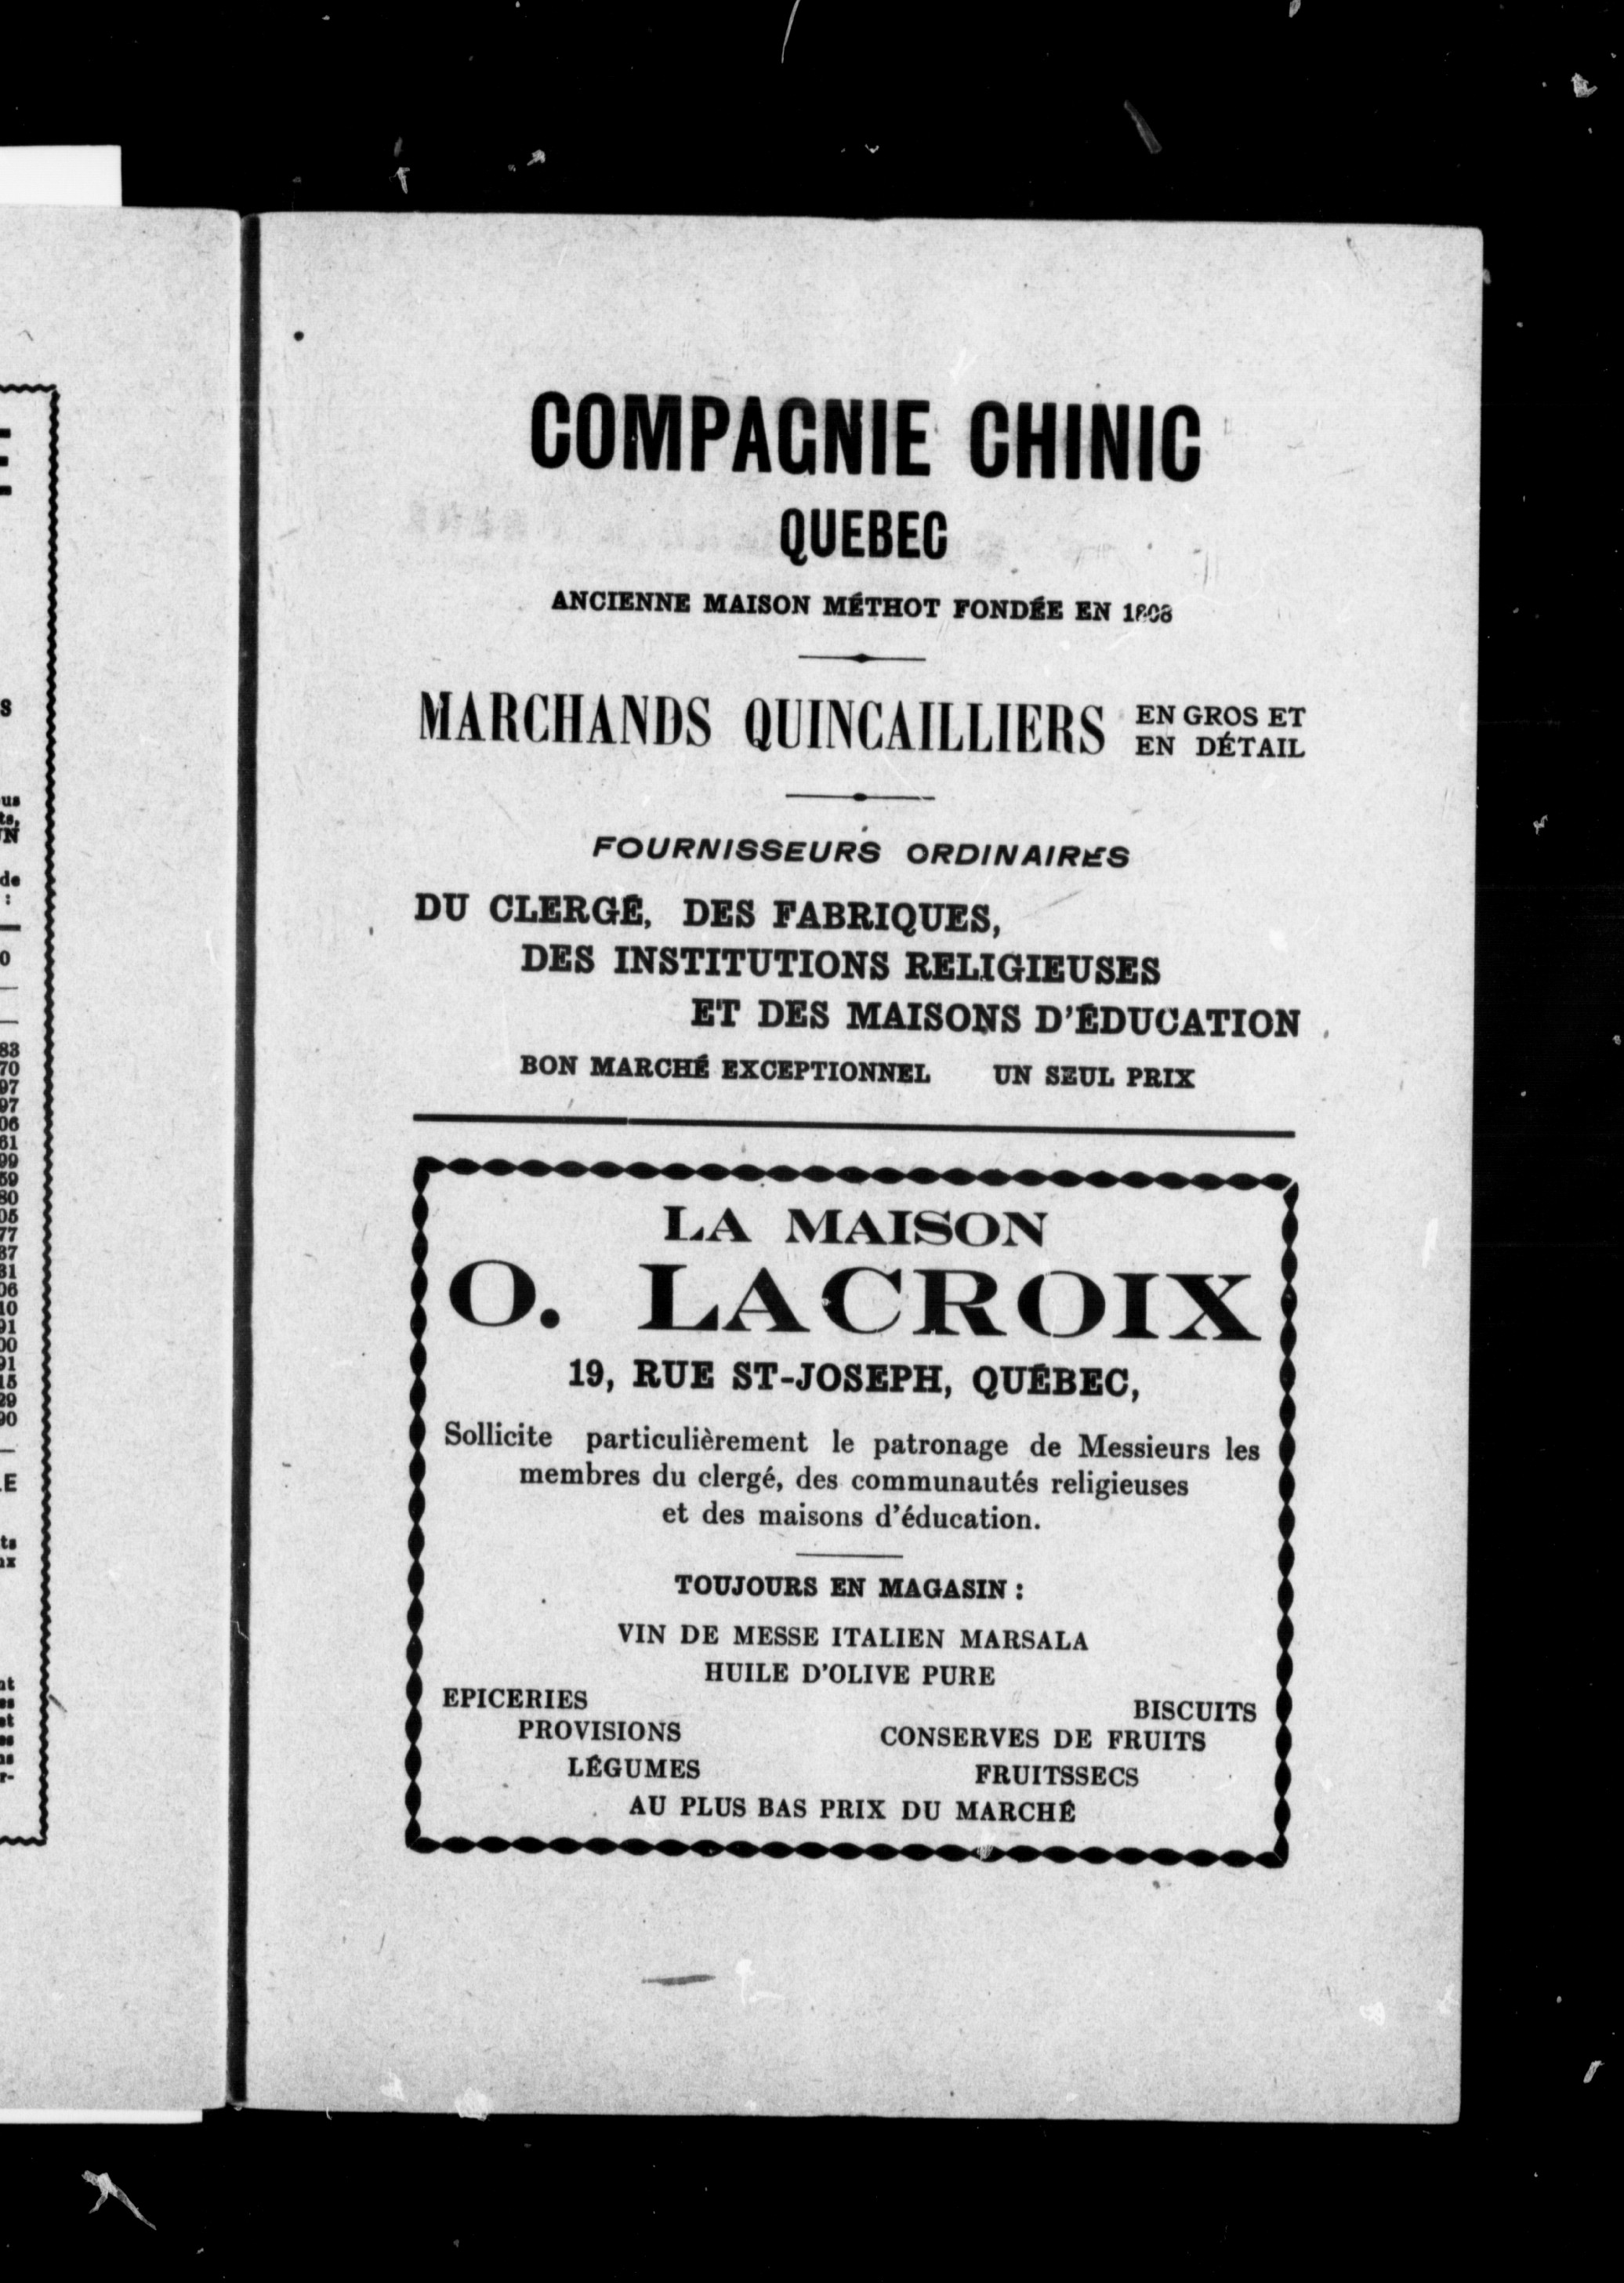 COMPAGNIE CHINIC
QUEBEC
ANCIENNE MAISON MÉTHOT FONDÉE EN 1808
MARCHANDS QUINCAILLIERS EN GROS ET
EN DÉTAIL
FOURNISSEURS ORDINAIRES
DU CLERGÉ, DES FABRIQUES,
DES INSTITUTIONS RELIGIEUSES
ET DES MAISONS D'ÉDUCATION
BON MARCHÉ EXCEPTIONNEL UN SEUL PRIX
LA MAISON
O. LACROIX
19, RUE ST-JOSEPH, QUÉBEC,
Sollicite particulièrement le patronage de Messieurs les
membres du clergé, des communautés religieuses
et des maisons d'éducation.
TOUJOURS EN MAGASIN :
VIN DE MESSE ITALIEN MARSALA
HUILE D'OLIVE PURE
EPICERIES BISCUITS
PROVISIONS CONSERVES DE FRUITS
LÉGUMES FRUITSSECS
AU PLUS BAS PRIX DU MARCHÉ